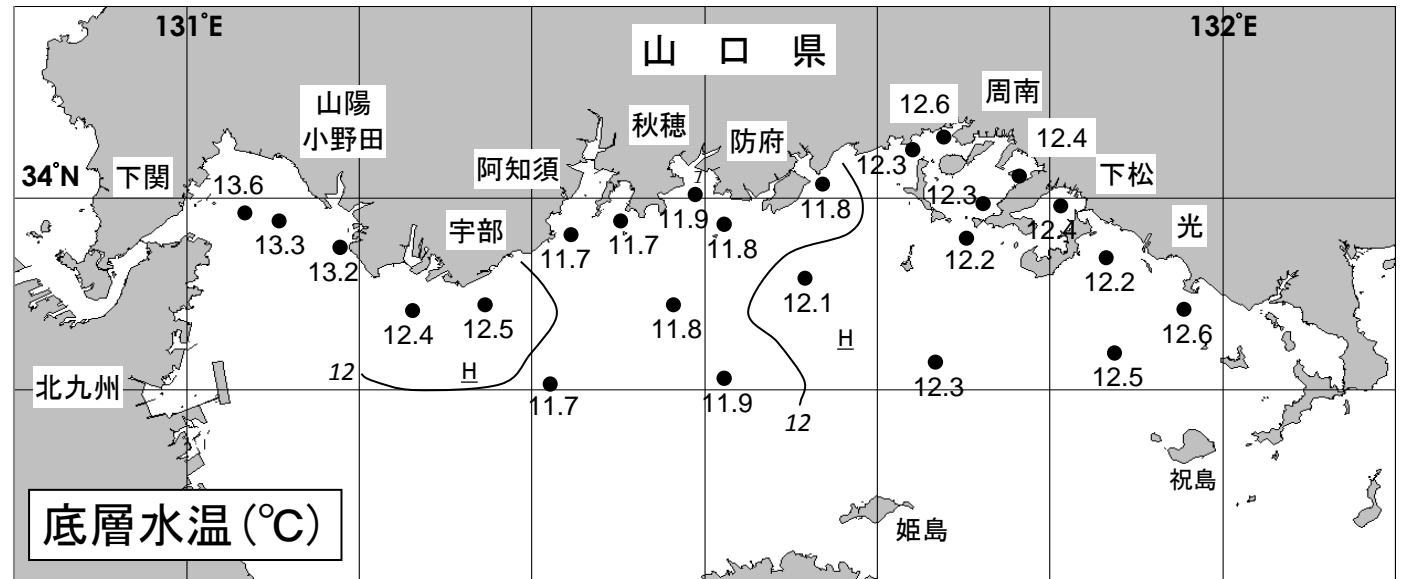 131°E
132°E
山口県
山陽
小野田
秋穂
防府
12.6
周南
12.4
阿知須
12.3
下松
34°N
下関
13.6
12.3
11.8
11.9
12.4
光
13.3
宇部
11.7
11.7
11.8
12.2
13.2
12.2
12.1
12.4
12.5
11.8
H
12.6
12
H
12.3
12.5
北九州
11.7
11.9
12
祝島
底層水温(℃)
姫島